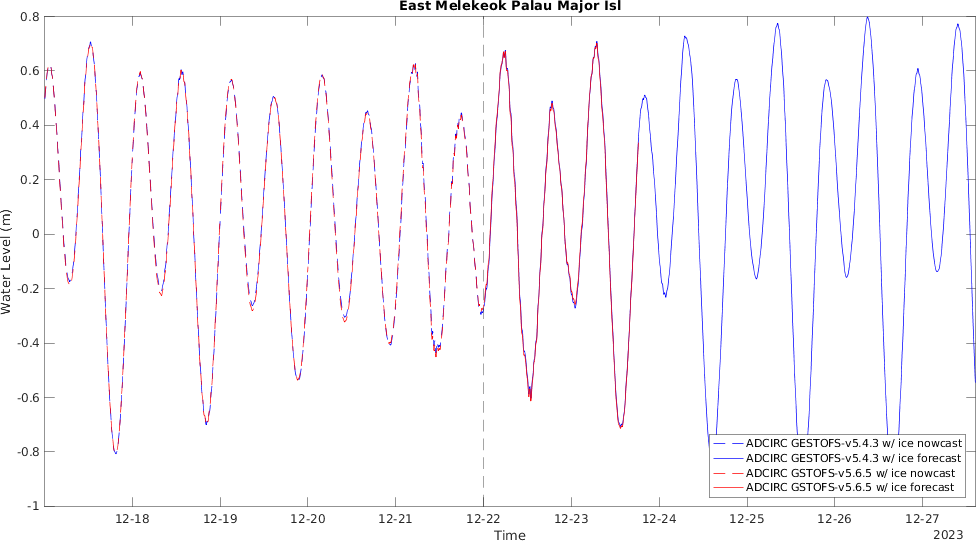 East Melekeok Palau Major Isl
0.8
0.6
0.4
0.2
0
-0.2
-0.4
-0.6
-0.8
-1
Water Level (m)
ADCIRC GESTOFS-v5.4.3 w/ ice nowcast
ADCIRC GSTOFS-v5.4.3 w/ ice forecast
ADCIRC GSTOFS-v5.6.5 w/ ice nowcast
ADCIRC GSTOFS-v5.6.5 w/ ice forecast
12-18 12-19 12-20 12-21 12-22 12-23 12-24 12-25 12-26 12-27
Time
2023